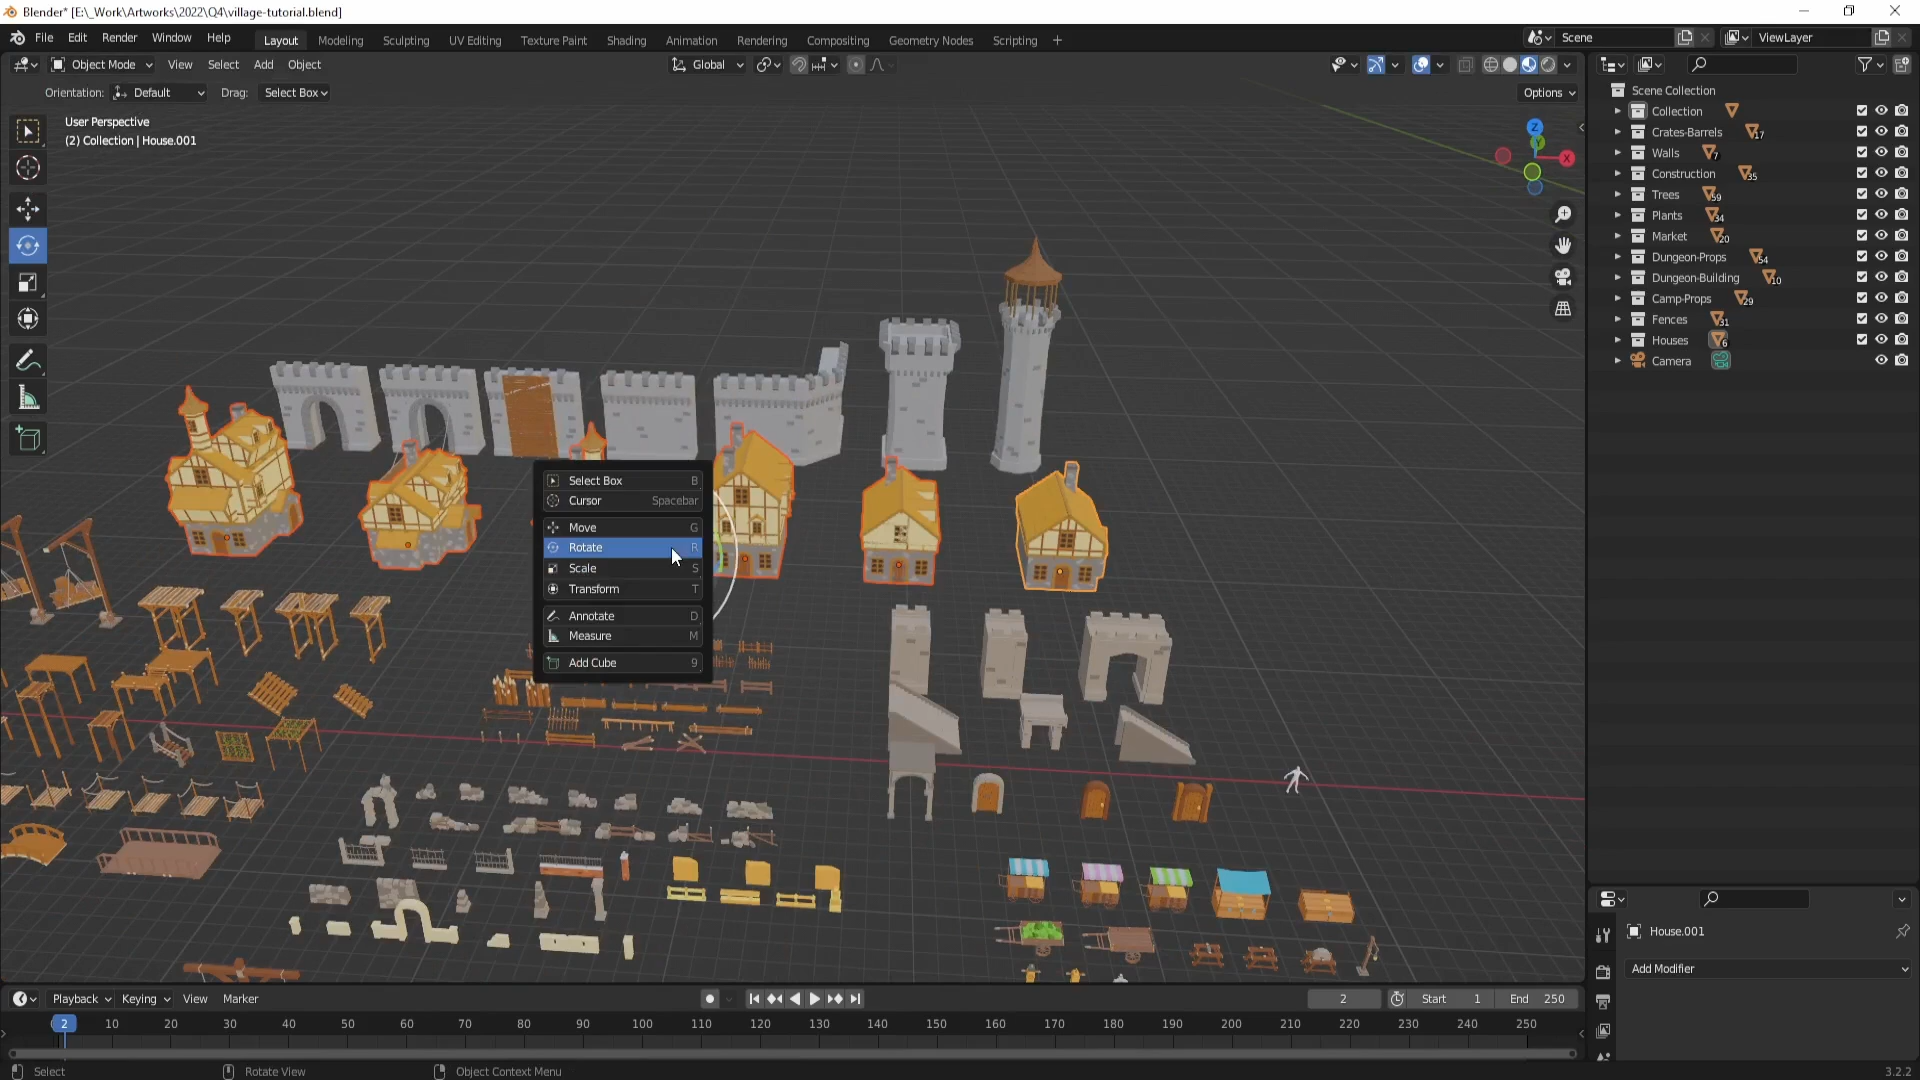 Blender* [E:\_Work\Artworks\2022\Q4\village-tutorial.blend]
File Edit Render Window Help Layout Modeling Sculpting UV Editing Texture Paint Shading Animation Rendering Compositing Geometry Nodes Scripting + Scene ViewLayer
Object Mode View Select Add Object Global
Orientation: Default Drag: Select Box Options
User Perspective
(2) Collection | House.001
Z
Y
X
Scene Collection
Collection
Crates-Barrels 17
Walls 7
Construction 35
Trees 59
Plants 34
Market 20
Dungeon-Props 54
Dungeon-Building 10
Camp-Props 29
Fences 31
Houses 6
Camera
Select Box B
Cursor Spacebar
Move G
Rotate R
Scale S
Transform T
Annotate D
Measure M
Add Cube 9
House.001
Add Modifier
Playback Keying View Marker 2 Start 1 End 250
2 10 20 30 40 50 60 70 80 90 100 110 120 130 140 150 160 170 180 190 200 210 220 230 240 250
Select Rotate View Object Context Menu 3.2.2